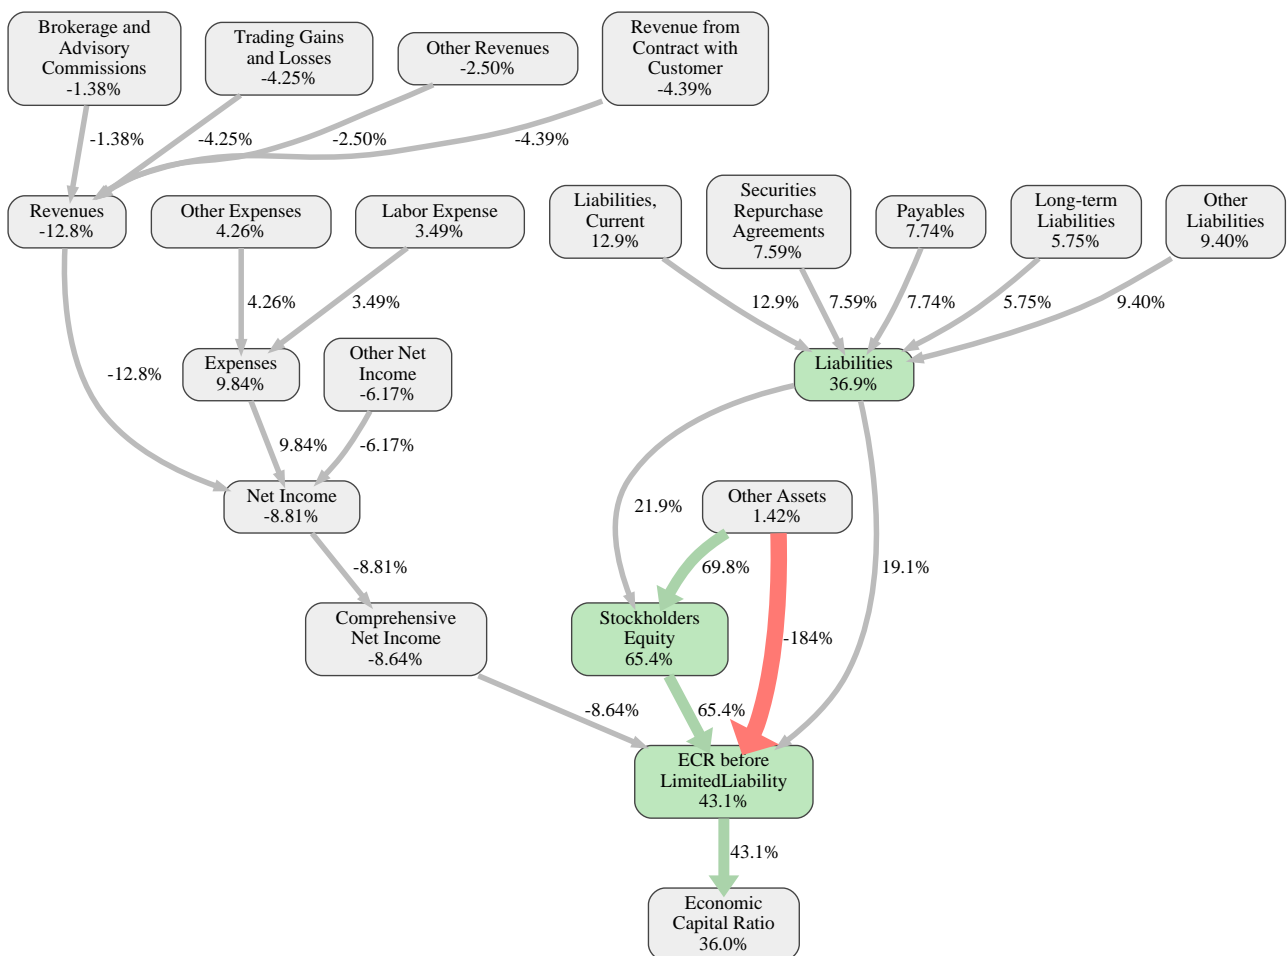 Brokerage and
Advisory
Commissions
-1.38%
Trading Gains
and Losses
-4.25%
Other Revenues
-2.50%
Revenue from
Contract with
Customer
-4.39%
-1.38%
-4.25%
-2.50%
-4.39%
Revenues
-12.8%
Other Expenses
4.26%
Labor Expense
3.49%
Liabilities,
Current
12.9%
Securities
Repurchase
Agreements
7.59%
Payables
7.74%
Long-term
Liabilities
5.75%
Other
Liabilities
9.40%
4.26%
3.49%
12.9%
7.59%
7.74%
5.75%
9.40%
-12.8%
Expenses
9.84%
Other Net
Income
-6.17%
Liabilities
36.9%
9.84%
-6.17%
Net Income
-8.81%
21.9%
Other Assets
1.42%
-8.81%
69.8%
19.1%
Comprehensive
Net Income
-8.64%
Stockholders
Equity
65.4%
-184%
-8.64%
65.4%
ECR before
LimitedLiability
43.1%
43.1%
Economic
Capital Ratio
36.0%